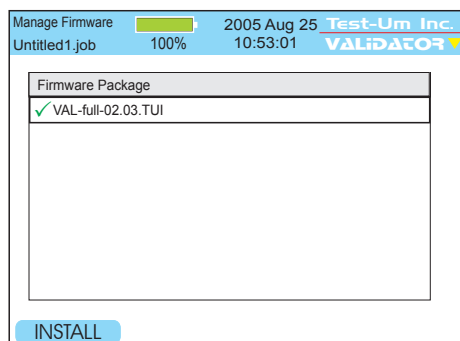 Manage Firmware 2005 Aug 25 Test-Um Inc.
Untitled1.job 100% 10:53:01 VALiDATOR
Firmware Package
VAL-full-02.03.TUI
INSTALL